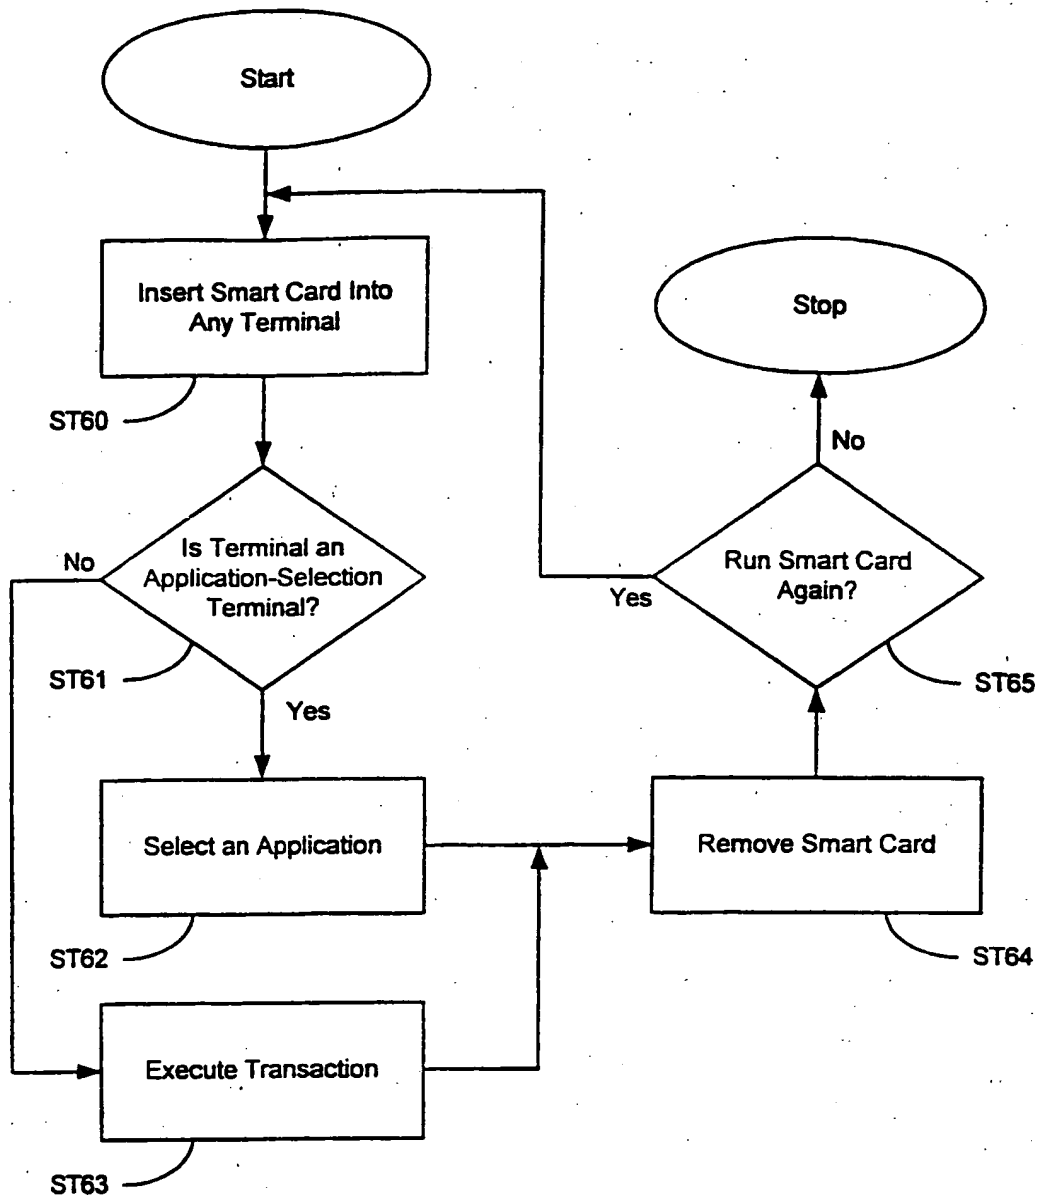 Start
Insert Smart Card Into
Any Terminal
ST60
Is Terminal an
Application-Selection
Terminal?
No
ST61
Yes
Select an Application
ST62
Execute Transaction
ST63
Stop
No
Run Smart Card
Again?
Yes
ST65
Remove Smart Card
ST64